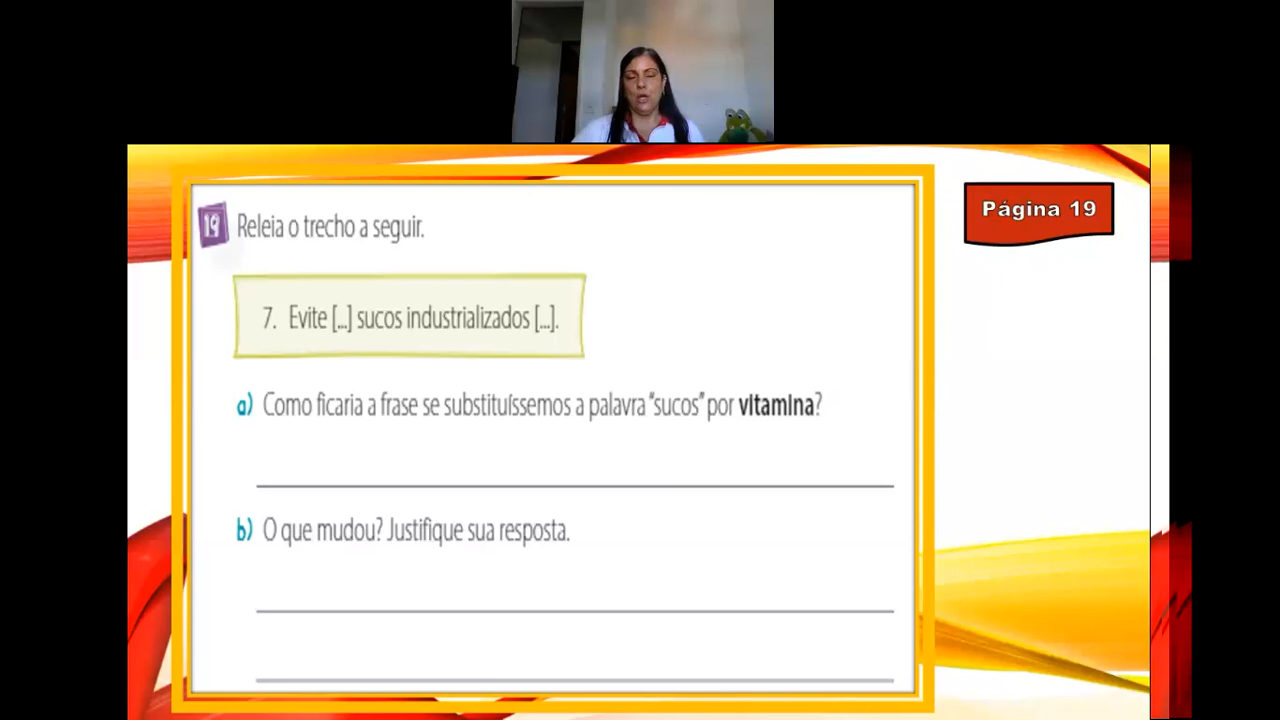 Página 19
19 Releia o trecho a seguir.
7. Evite [...] sucos industrializados [...].
a) Como ficaria a frase se substituíssemos a palavra "sucos" por vitamina?
b) O que mudou? Justifique sua resposta.